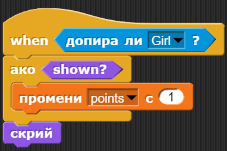 when допира ли Girl ?
ако shown?
промени points с 1
скрий